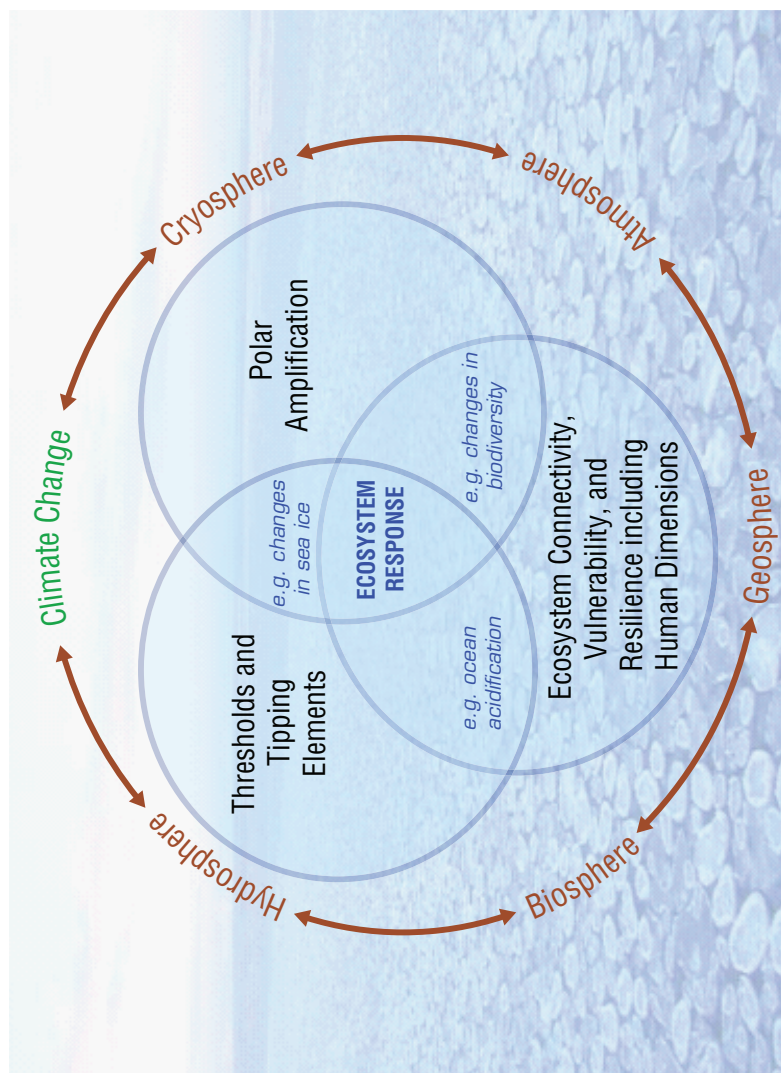 Climate Change
Cryosphere
Atmosphere
Geosphere
Biosphere
Hydrosphere
Thresholds and
Tipping
Elements
Polar
Amplification
e.g. changes
in sea ice
ECOSYSTEM
RESPONSE
e.g. ocean
acidification
e.g. changes in
biodiversity
Ecosystem Connectivity,
Vulnerability, and
Resilience including
Human Dimensions